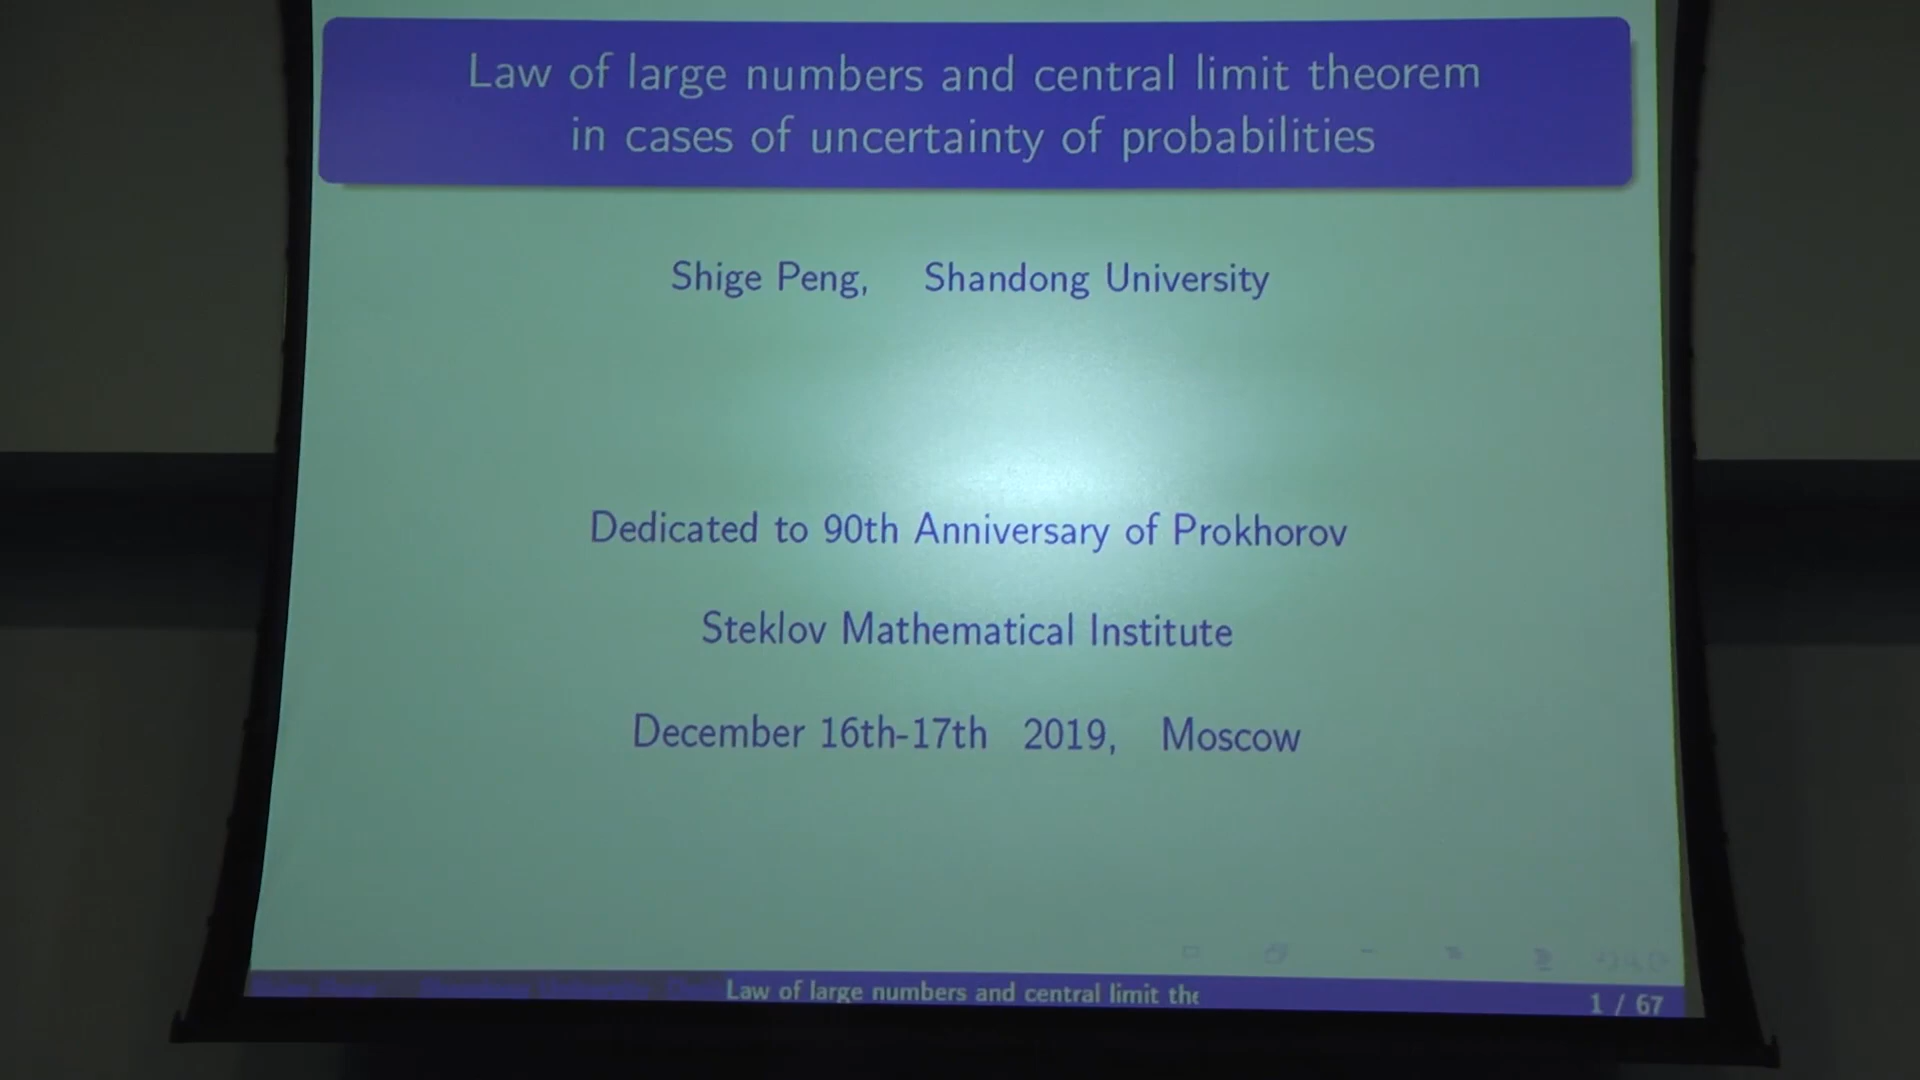 Law of large numbers and central limit theorem
in cases of uncertainty of probabilities
Shige Peng, Shandong University
Dedicated to 90th Anniversary of Prokhorov
Steklov Mathematical Institute
December 16th-17th 2019, Moscow
Law of large numbers and central limit the
1 / 67